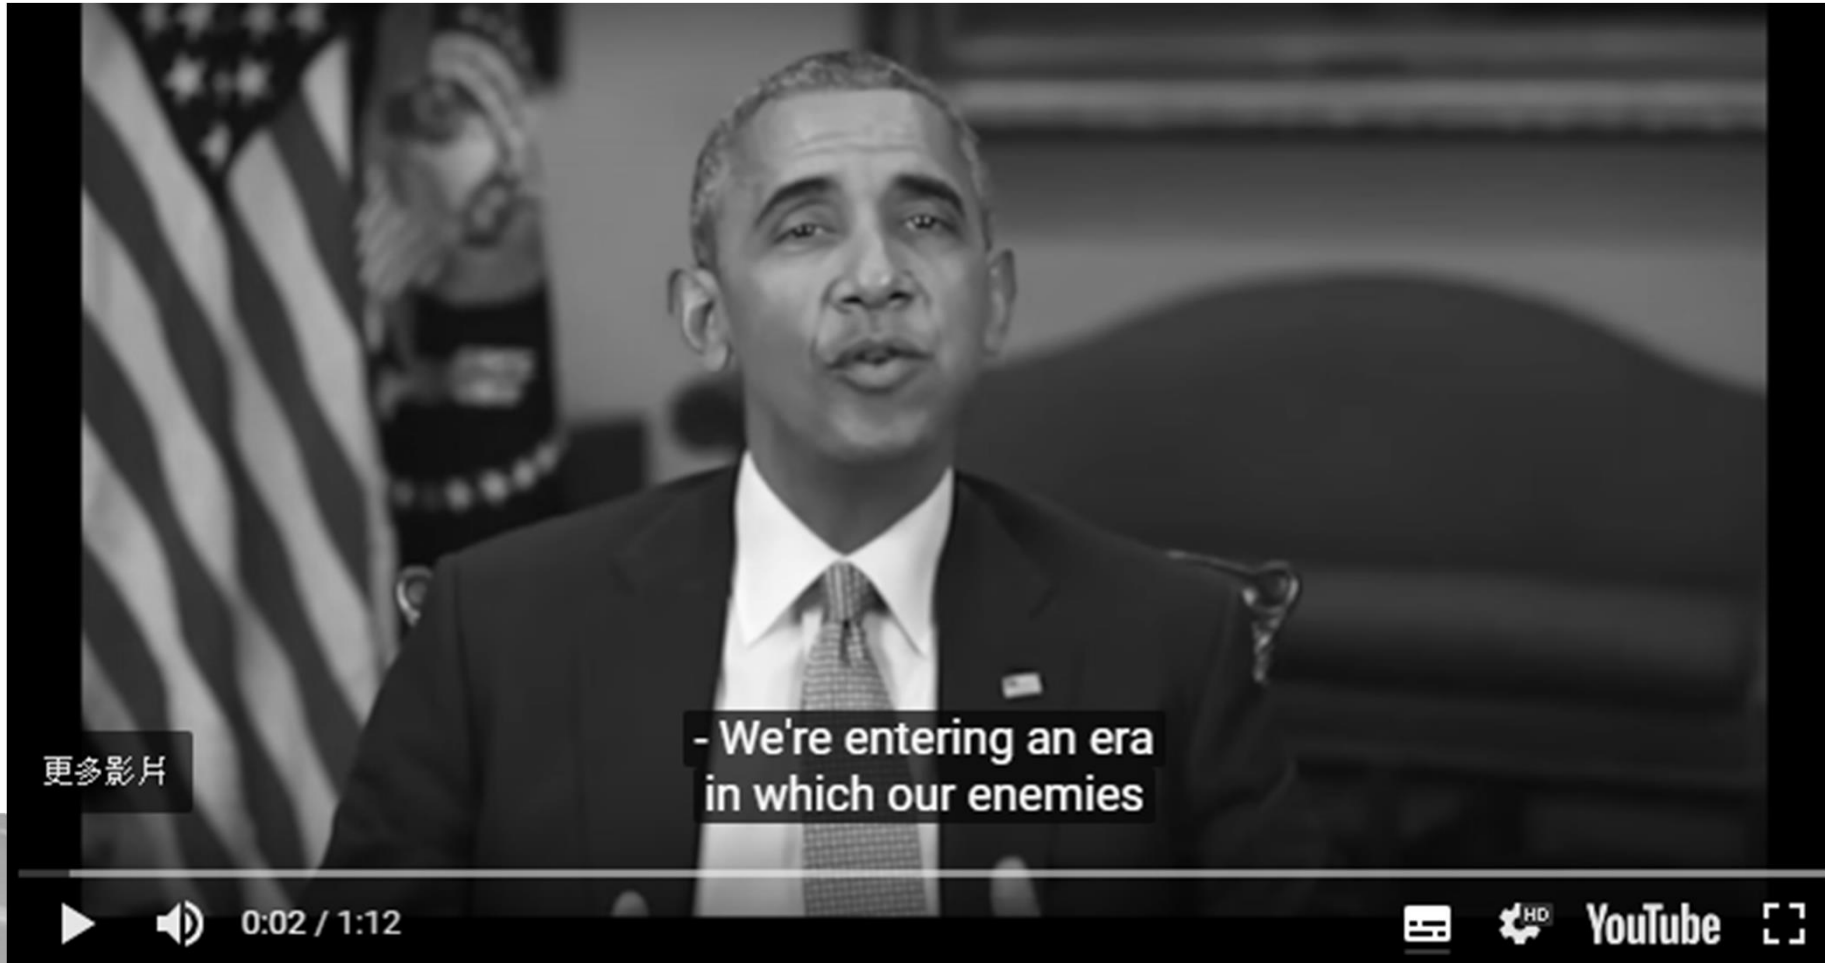 - We're entering an era
in which our enemies
更多影片
0:02 / 1:12
HD
YouTube